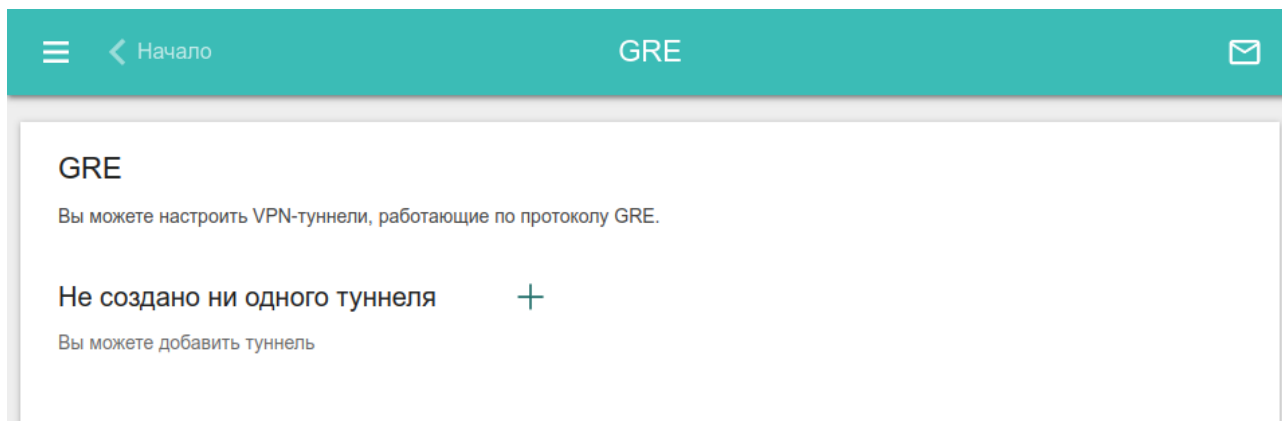 Начало
GRE
GRE
Вы можете настроить VPN-туннели, работающие по протоколу GRE.
Не создано ни одного туннеля
Вы можете добавить туннель